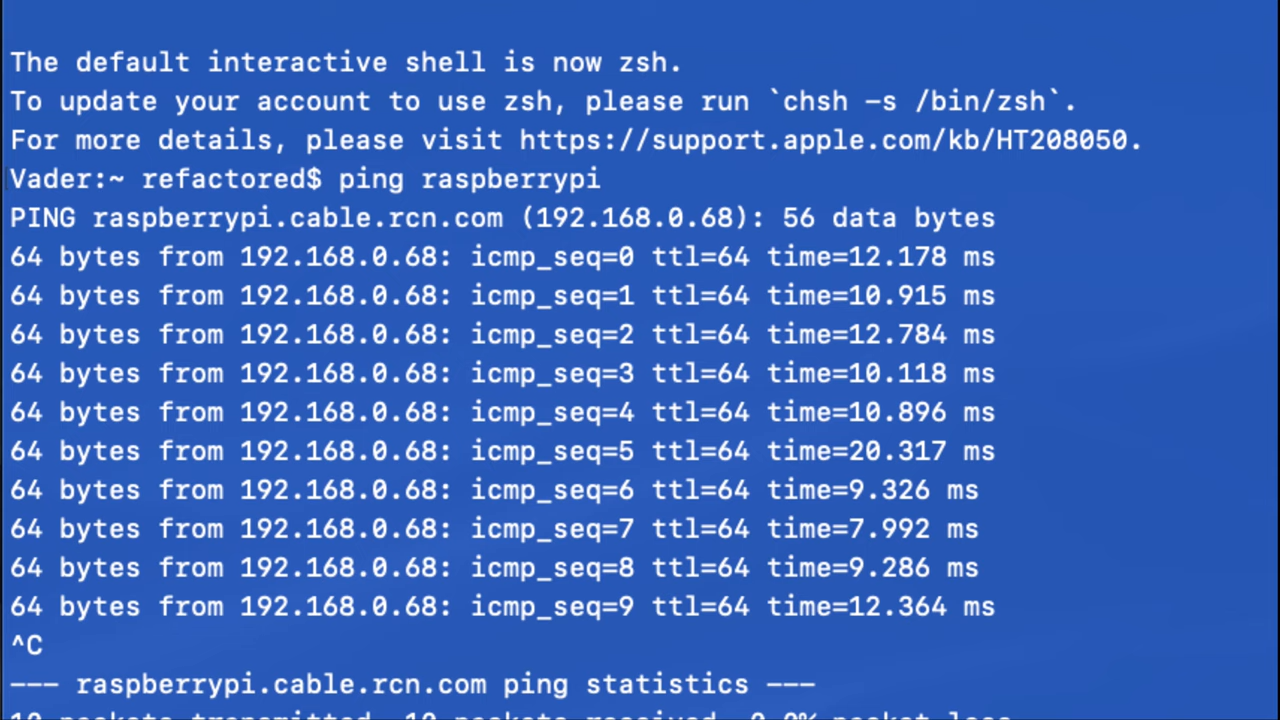 The default interactive shell is now zsh.
To update your account to use zsh, please run `chsh -s /bin/zsh`.
For more details, please visit https://support.apple.com/kb/HT208050.
Vader:~ refactored$ ping raspberrypi
PING raspberrypi.cable.rcn.com (192.168.0.68): 56 data bytes
64 bytes from 192.168.0.68: icmp_seq=0 ttl=64 time=12.178 ms
64 bytes from 192.168.0.68: icmp_seq=1 ttl=64 time=10.915 ms
64 bytes from 192.168.0.68: icmp_seq=2 ttl=64 time=12.784 ms
64 bytes from 192.168.0.68: icmp_seq=3 ttl=64 time=10.118 ms
64 bytes from 192.168.0.68: icmp_seq=4 ttl=64 time=10.896 ms
64 bytes from 192.168.0.68: icmp_seq=5 ttl=64 time=20.317 ms
64 bytes from 192.168.0.68: icmp_seq=6 ttl=64 time=9.326 ms
64 bytes from 192.168.0.68: icmp_seq=7 ttl=64 time=7.992 ms
64 bytes from 192.168.0.68: icmp_seq=8 ttl=64 time=9.286 ms
64 bytes from 192.168.0.68: icmp_seq=9 ttl=64 time=12.364 ms
^C
--- raspberrypi.cable.rcn.com ping statistics ---
10 packets transmitted, 10 packets received, 0.0% packet loss